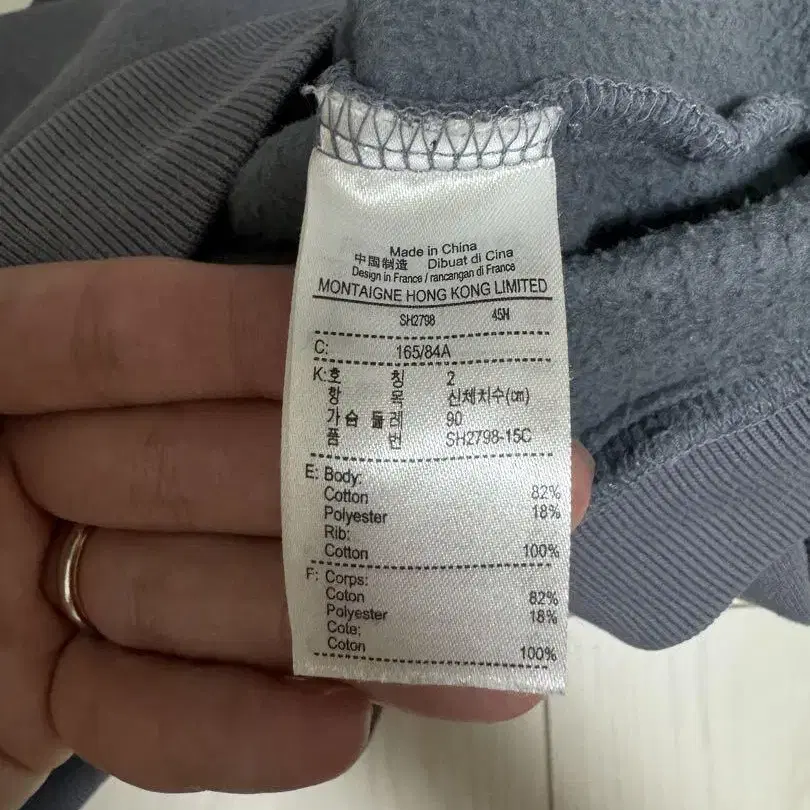 Made in China
中国制造 Dibuat di Cina
Design in France / rancangan di France
MONTAIGNE HONG KONG LIMITED
SH2798 45H
C: 165/84A
K:호 칭 2
항 목 신체치수(cm)
가슴 둘레 90
품 번 SH2798-15C
E: Body:
Cotton 82%
Polyester 18%
Rib:
Cotton 100%
F: Corps:
Coton 82%
Polyester 18%
Cote;
Coton 100%